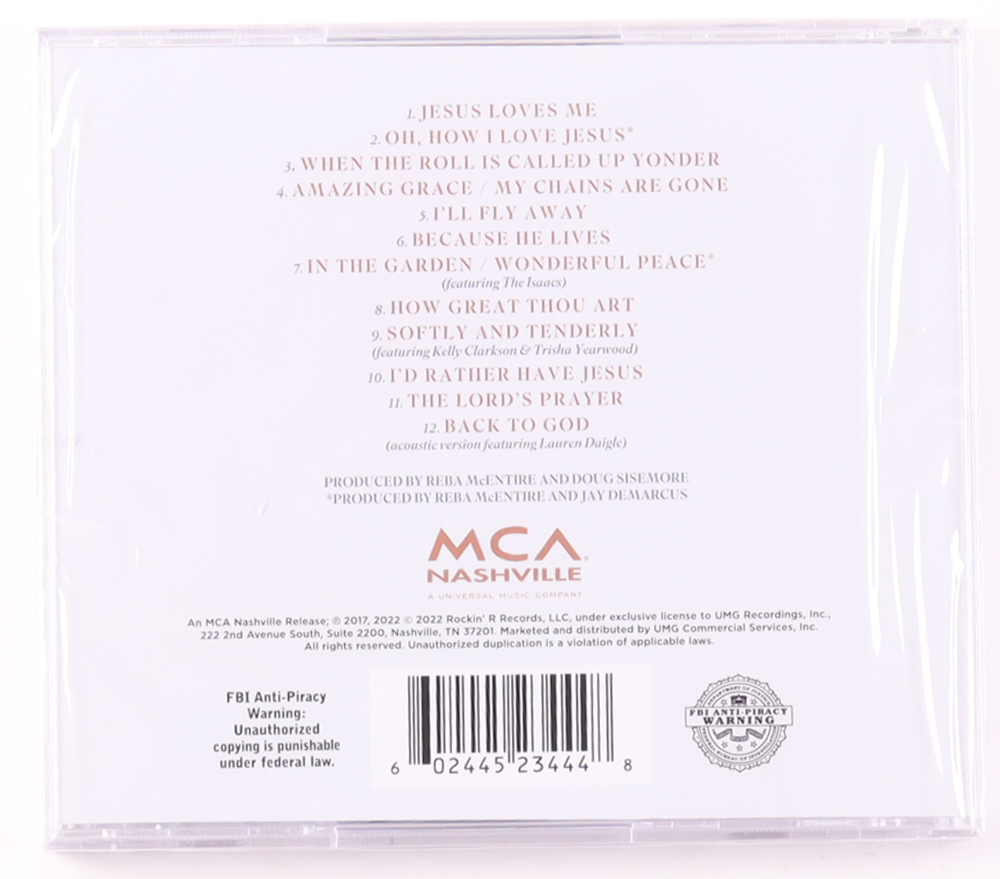 1. JESUS LOVES ME
2. OH, HOW I LOVE JESUS*
3. WHEN THE ROLL IS CALLED UP YONDER
4. AMAZING GRACE / MY CHAINS ARE GONE
5. I'LL FLY AWAY
6. BECAUSE HE LIVES
7. IN THE GARDEN / WONDERFUL PEACE*
(featuring The Isaacs)
8. HOW GREAT THOU ART
9. SOFTLY AND TENDERLY
(featuring Kelly Clarkson & Trisha Yearwood)
10. I'D RATHER HAVE JESUS
11. THE LORD'S PRAYER
12. BACK TO GOD
(acoustic version featuring Lauren Daigle)
PRODUCED BY REBA McENTIRE AND DOUG SISEMORE
*PRODUCED BY REBA McENTIRE AND JAY DEMARCUS
MCA
NASHVILLE
A UNIVERSAL MUSIC COMPANY
An MCA Nashville Release; ℗ 2017, 2022 © 2022 Rockin' R Records, LLC, under exclusive license to UMG Recordings, Inc.,
222 2nd Avenue South, Suite 2200, Nashville, TN 37201. Marketed and distributed by UMG Commercial Services, Inc.
All rights reserved. Unauthorized duplication is a violation of applicable laws.
FBI Anti-Piracy
Warning:
Unauthorized
copying is punishable
under federal law.
6 02445 23444 8
DEPARTMENT OF JUSTICE
FBI ANTI-PIRACY
WARNING